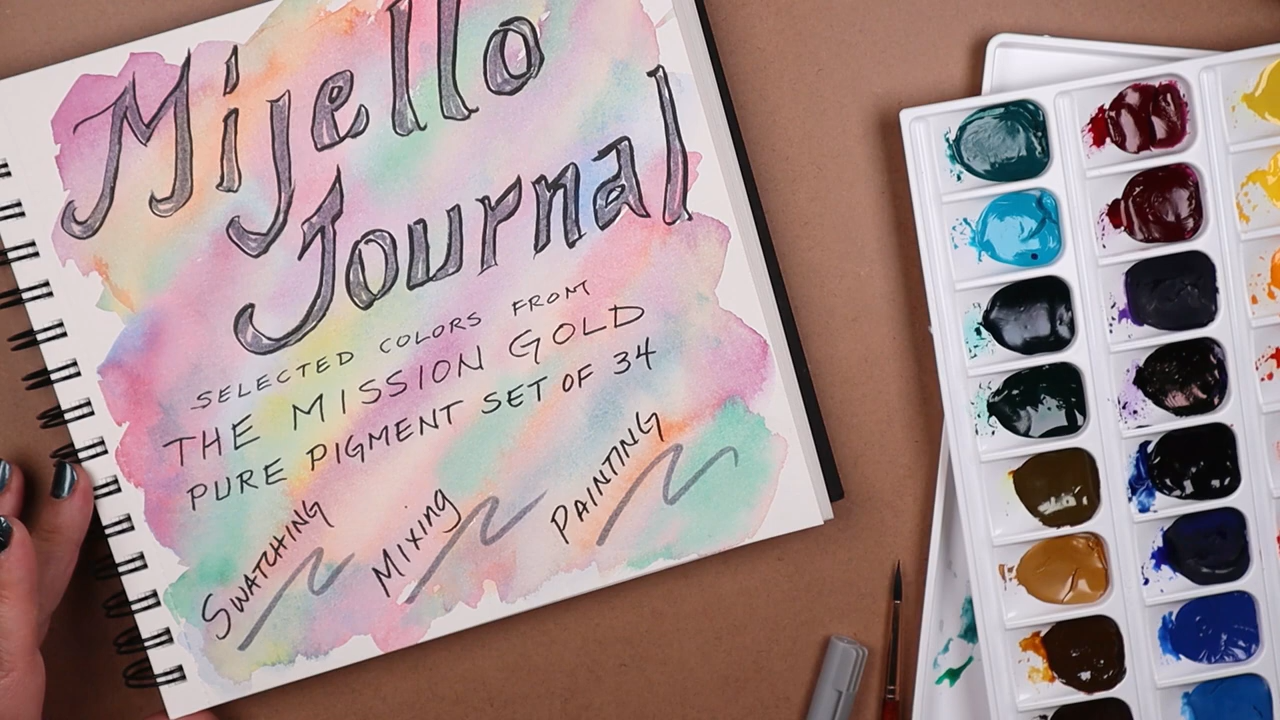 Mijello
Journal
SELECTED COLORS FROM
THE MISSION GOLD
PURE PIGMENT SET OF 34
SWATCHING
MIXING
PAINTING